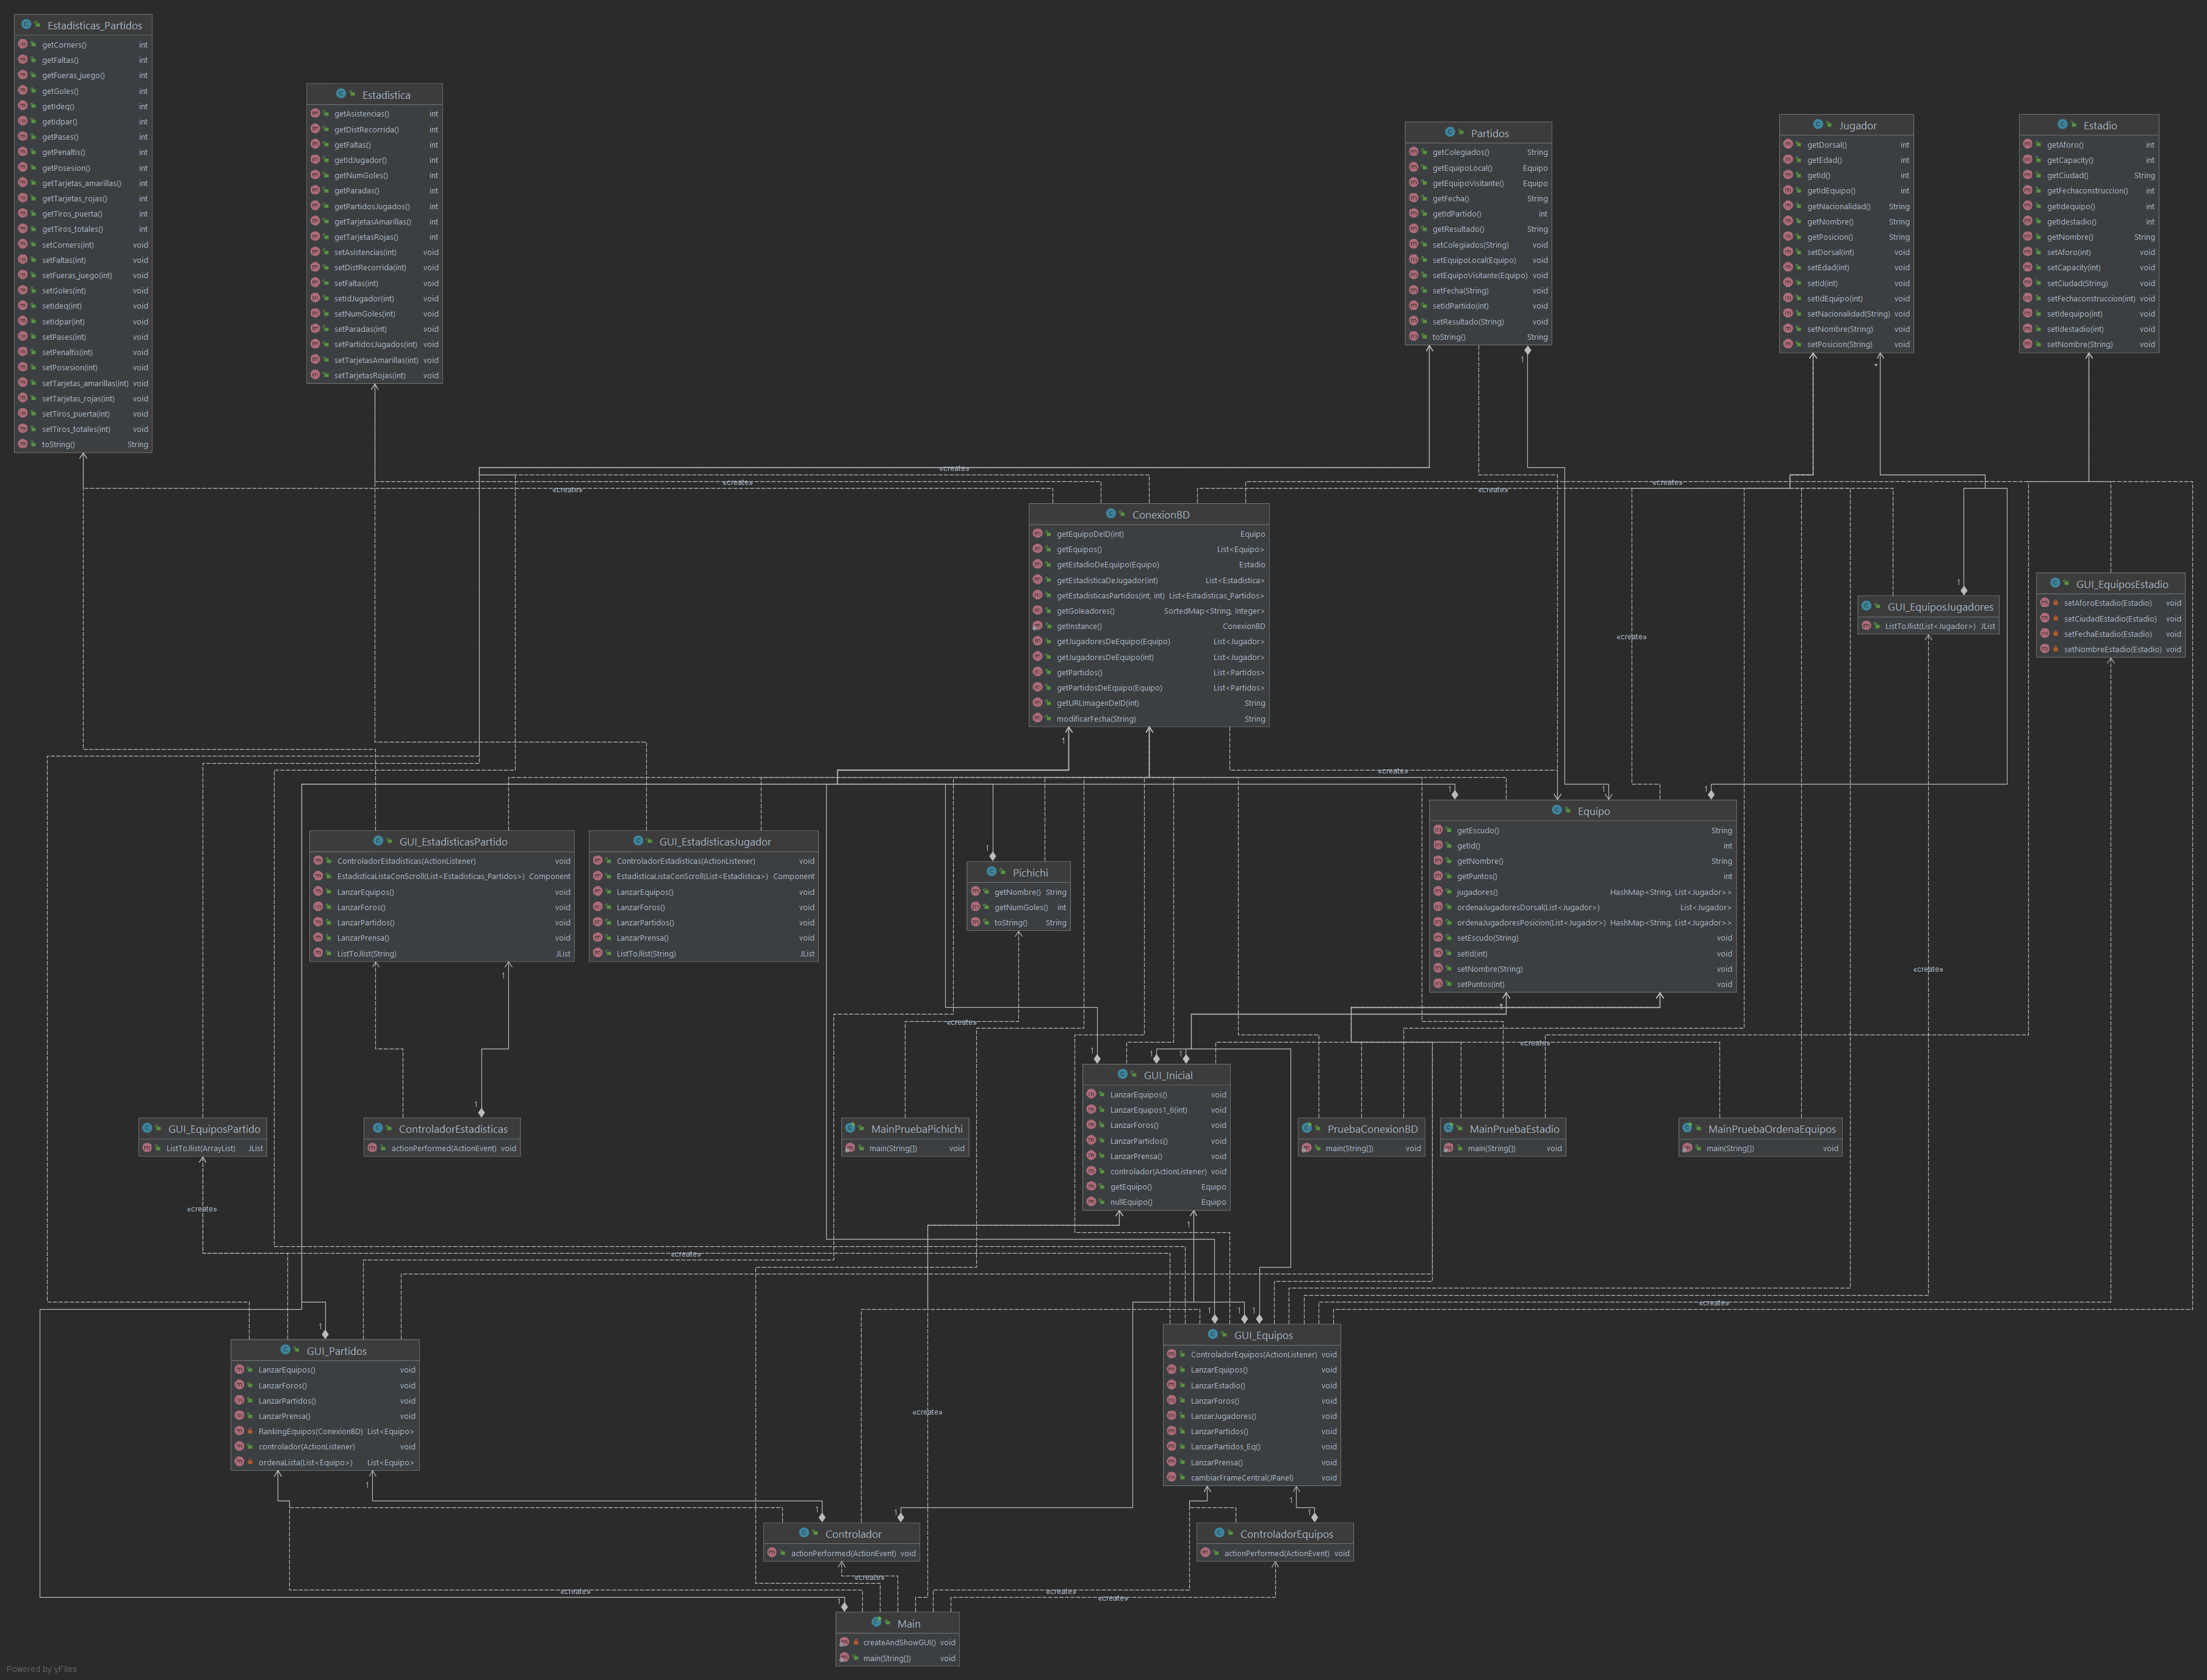 Estadisticas_Partidos
getCorners() int
getFaltas() int
getFueras_juego() int
getGoles() int
getIdeq() int
getIdpar() int
getPases() int
getPenaltis() int
getPosesion() int
getTarjetas_amarillas() int
getTarjetas_rojas() int
getTiros_puerta() int
getTiros_totales() int
setCorners(int) void
setFaltas(int) void
setFueras_juego(int) void
setGoles(int) void
setIdeq(int) void
setIdpar(int) void
setPases(int) void
setPenaltis(int) void
setPosesion(int) void
setTarjetas_amarillas(int) void
setTarjetas_rojas(int) void
setTiros_puerta(int) void
setTiros_totales(int) void
toString() String
Estadistica
getAsistencias() int
getDistRecorrida() int
getFaltas() int
getIdJugador() int
getNumGoles() int
getParadas() int
getPartidosJugados() int
getTarjetasAmarillas() int
getTarjetasRojas() int
setAsistencias(int) void
setDistRecorrida(int) void
setFaltas(int) void
setIdJugador(int) void
setNumGoles(int) void
setParadas(int) void
setPartidosJugados(int) void
setTarjetasAmarillas(int) void
setTarjetasRojas(int) void
Partidos
getColegiados() String
getEquipoLocal() Equipo
getEquipoVisitante() Equipo
getFecha() String
getIdPartido() int
getResultado() String
setColegiados(String) void
setEquipoLocal(Equipo) void
setEquipoVisitante(Equipo) void
setFecha(String) void
setIdPartido(int) void
setResultado(String) void
toString() String
Jugador
getDorsal() int
getEdad() int
getId() int
getIdEquipo() int
getNacionalidad() String
getNombre() String
getPosicion() String
setDorsal(int) void
setEdad(int) void
setId(int) void
setIdEquipo(int) void
setNacionalidad(String) void
setNombre(String) void
setPosicion(String) void
Estadio
getAforo() int
getCapacity() int
getCiudad() String
getFechaconstruccion() int
getIdequipo() int
getIdestadio() int
getNombre() String
setAforo(int) void
setCapacity(int) void
setCiudad(String) void
setFechaconstruccion(int) void
setIdequipo(int) void
setIdestadio(int) void
setNombre(String) void
1
*
«create»
«create»
«create»
«create»
«create»
ConexionBD
getEquipoDeID(int) Equipo
getEquipos() List<Equipo>
getEstadioDeEquipo(Equipo) Estadio
getEstadisticaDeJugador(int) List<Estadistica>
getEstadisticasPartidos(int, int) List<Estadisticas_Partidos>
getGoleadores() SortedMap<String, Integer>
getInstance() ConexionBD
getJugadoresDeEquipo(Equipo) List<Jugador>
getJugadoresDeEquipo(int) List<Jugador>
getPartidos() List<Partidos>
getPartidosDeEquipo(Equipo) List<Partidos>
getURLImagenDeID(int) String
modificarFecha(String) String
1
GUI_EquiposJugadores
ListToJlist(List<Jugador>) JList
GUI_EquiposEstadio
setAforoEstadio(Estadio) void
setCiudadEstadio(Estadio) void
setFechaEstadio(Estadio) void
setNombreEstadio(Estadio) void
«create»
1
«create»
1
1
GUI_EstadisticasPartido
ControladorEstadisticas(ActionListener) void
EstadisticaListaConScroll(List<Estadisticas_Partidos>) Component
LanzarEquipos() void
LanzarForos() void
LanzarPartidos() void
LanzarPrensa() void
ListToJlist(String) JList
GUI_EstadisticasJugador
ControladorEstadisticas(ActionListener) void
EstadisticaListaConScroll(List<Estadistica>) Component
LanzarEquipos() void
LanzarForos() void
LanzarPartidos() void
LanzarPrensa() void
ListToJlist(String) JList
1
Pichichi
getNombre() String
getNumGoles() int
toString() String
Equipo
getEscudo() String
getId() int
getNombre() String
getPuntos() int
jugadores() HashMap<String, List<Jugador>>
ordenaJugadoresDorsal(List<Jugador>) List<Jugador>
ordenaJugadoresPosicion(List<Jugador>) HashMap<String, List<Jugador>>
setEscudo(String) void
setId(int) void
setNombre(String) void
setPuntos(int) void
«create»
1
*
«create»
«create»
1
1
1
1
GUI_EquiposPartido
ListToJlist(ArrayList) JList
ControladorEstadisticas
actionPerformed(ActionEvent) void
MainPruebaPichichi
main(String[]) void
GUI_Inicial
LanzarEquipos() void
LanzarEquipos1_6(int) void
LanzarForos() void
LanzarPartidos() void
LanzarPrensa() void
controlador(ActionListener) void
getEquipo() Equipo
nullEquipo() Equipo
PruebaConexionBD
main(String[]) void
MainPruebaEstadio
main(String[]) void
MainPruebaOrdenaEquipos
main(String[]) void
«create»
1
«create»
«create»
1
1
1
1
GUI_Partidos
LanzarEquipos() void
LanzarForos() void
LanzarPartidos() void
LanzarPrensa() void
RankingEquipos(ConexionBD) List<Equipo>
controlador(ActionListener) void
ordenaLista(List<Equipo>) List<Equipo>
GUI_Equipos
ControladorEquipos(ActionListener) void
LanzarEquipos() void
LanzarEstadio() void
LanzarForos() void
LanzarJugadores() void
LanzarPartidos() void
LanzarPartidos_Eq() void
LanzarPrensa() void
cambiarFrameCentral(JPanel) void
«create»
1
1
1
1
1
Controlador
actionPerformed(ActionEvent) void
ControladorEquipos
actionPerformed(ActionEvent) void
«create»
«create»
«create»
«create»
1
Main
createAndShowGUI() void
main(String[]) void
Powered by yFiles